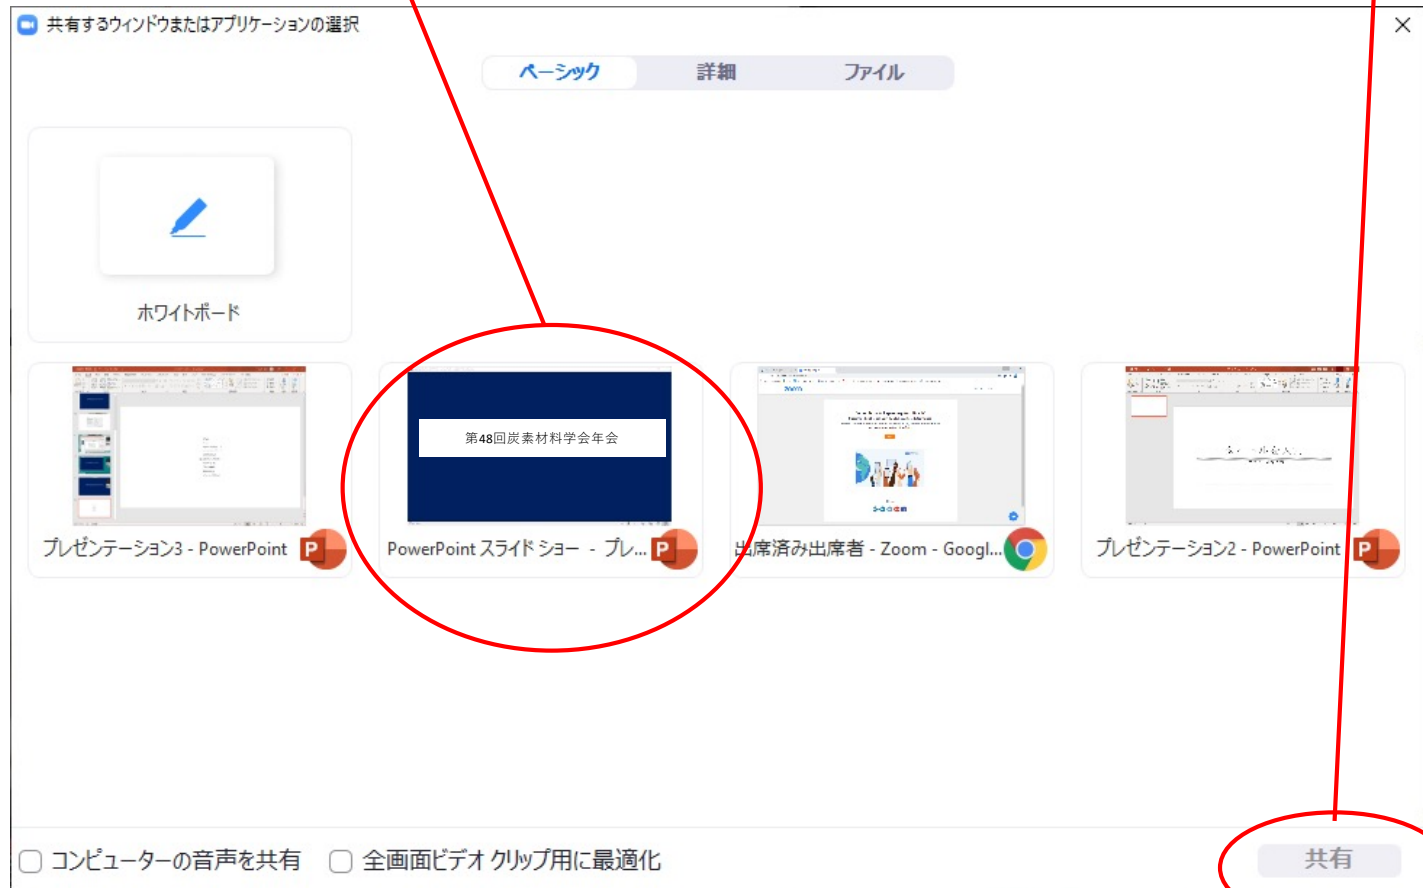 共有するウィンドウまたはアプリケーションの選択
ベーシック
詳細
ファイル
ホワイトボード
第48回炭素材料学会年会
zoom
プレゼンテーション3 - PowerPoint
P
PowerPoint スライド ショー - プレ...
P
出席済み出席者 - Zoom - Googl...
プレゼンテーション2 - PowerPoint
P
コンピューターの音声を共有
全画面ビデオ クリップ用に最適化
共有